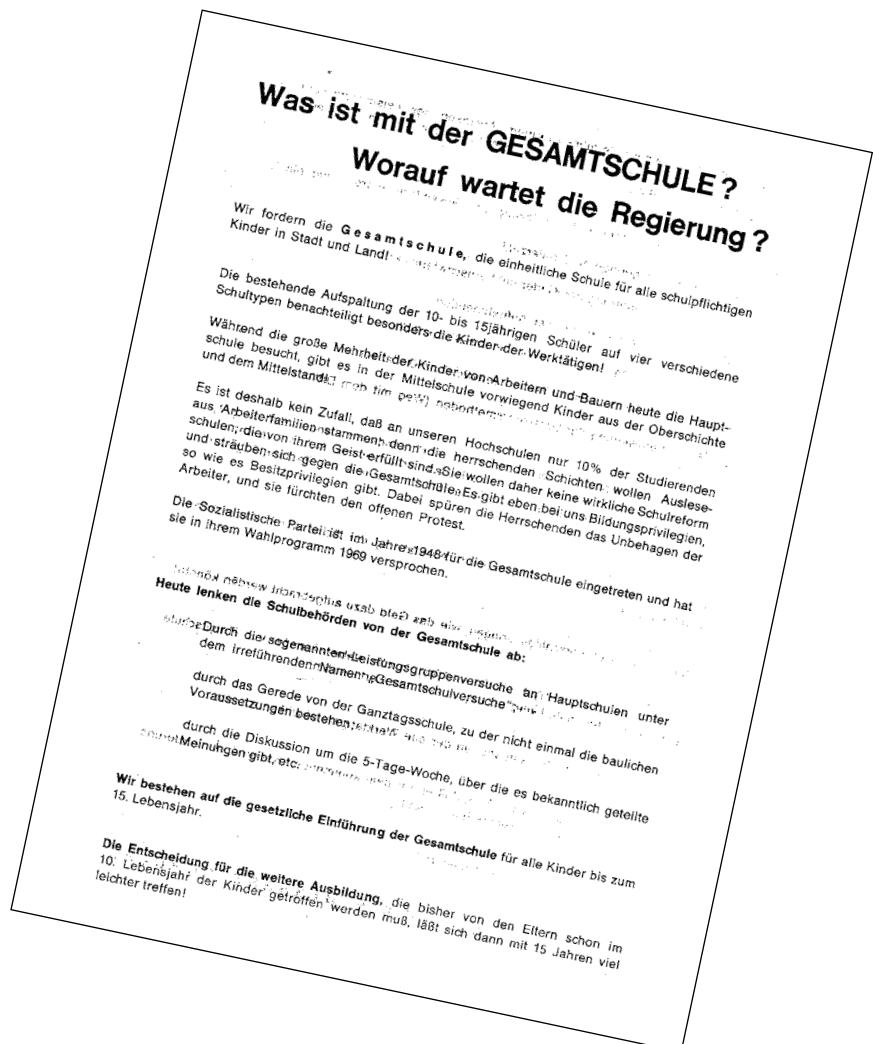 Was ist mit der GESAMTSCHULE?
Worauf wartet die Regierung?
Wir fordern die Gesamtschule, die einheitliche Schule für alle schulpflichtigen
Kinder in Stadt und Land!
Die bestehende Aufspaltung der 10- bis 15jährigen Schüler auf vier verschiedene
Schultypen benachteiligt besonders die Kinder der Werktätigen!
Während die große Mehrheit der Kinder von Arbeitern und Bauern heute die Haupt-
schule besucht, gibt es in der Mittelschule vorwiegend Kinder aus der Oberschichte
und dem Mittelstand!
Es ist deshalb kein Zufall, daß an unseren Hochschulen nur 10% der Studierenden
aus Arbeiterfamilien stammen, denn die herrschenden Schichten wollen Auslese-
schulen, die von ihrem Geist erfüllt sind. Sie wollen daher keine wirkliche Schulreform
und sträuben sich gegen die Gesamtschule. Es gibt eben bei uns Bildungsprivilegien,
so wie es Besitzprivilegien gibt. Dabei spüren die Herrschenden das Unbehagen der
Arbeiter, und sie fürchten den offenen Protest.
Die Sozialistische Partei ist im Jahre 1948 für die Gesamtschule eingetreten und hat
sie in ihrem Wahlprogramm 1969 versprochen.
Heute lenken die Schulbehörden von der Gesamtschule ab:
Durch die sogenannten Leistungsgruppenversuche an Hauptschulen unter
dem irreführenden Namen „Gesamtschulversuche"
durch das Gerede von der Ganztagsschule, zu der nicht einmal die baulichen
Voraussetzungen bestehen,
durch die Diskussion um die 5-Tage-Woche, über die es bekanntlich geteilte
Meinungen gibt, etc.
Wir bestehen auf die gesetzliche Einführung der Gesamtschule für alle Kinder bis zum
15. Lebensjahr.
Die Entscheidung für die weitere Ausbildung, die bisher von den Eltern schon im
10. Lebensjahr der Kinder getroffen werden muß, läßt sich dann mit 15 Jahren viel
leichter treffen!